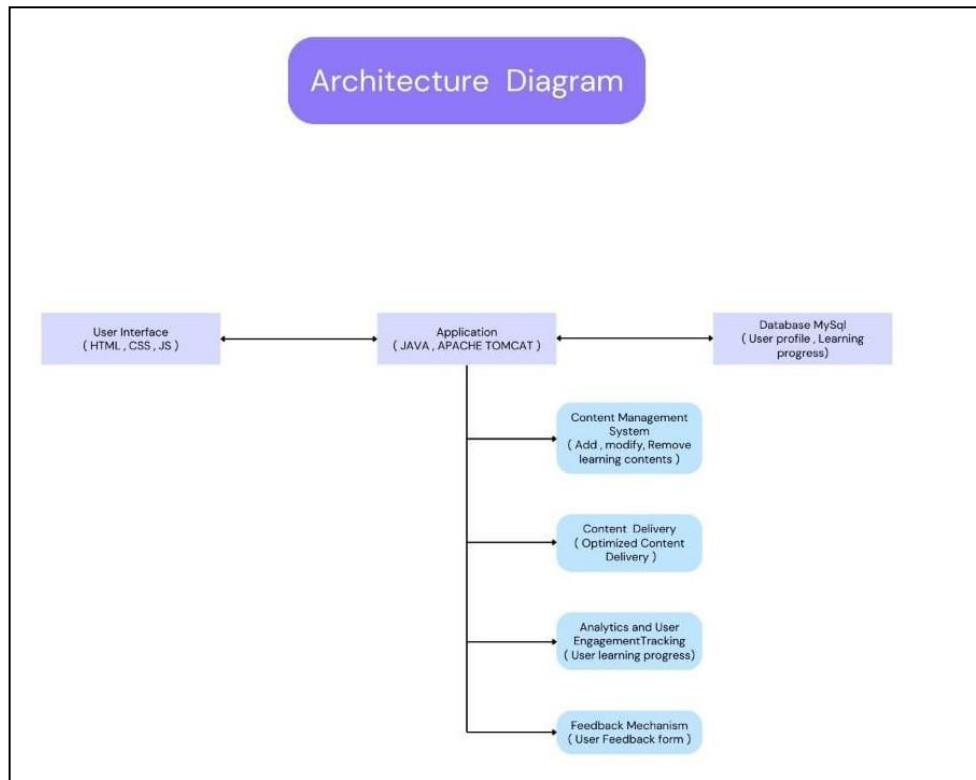 Architecture Diagram
User Interface
( HTML , CSS , JS )
Application
( JAVA , APACHE TOMCAT )
Database MySql
( User profile , Learning
progress)
Content Management
System
( Add , modify, Remove
learning contents )
Content Delivery
( Optimized Content
Delivery )
Analytics and User
EngagementTracking
( User learning progress)
Feedback Mechanism
( User Feedback form )